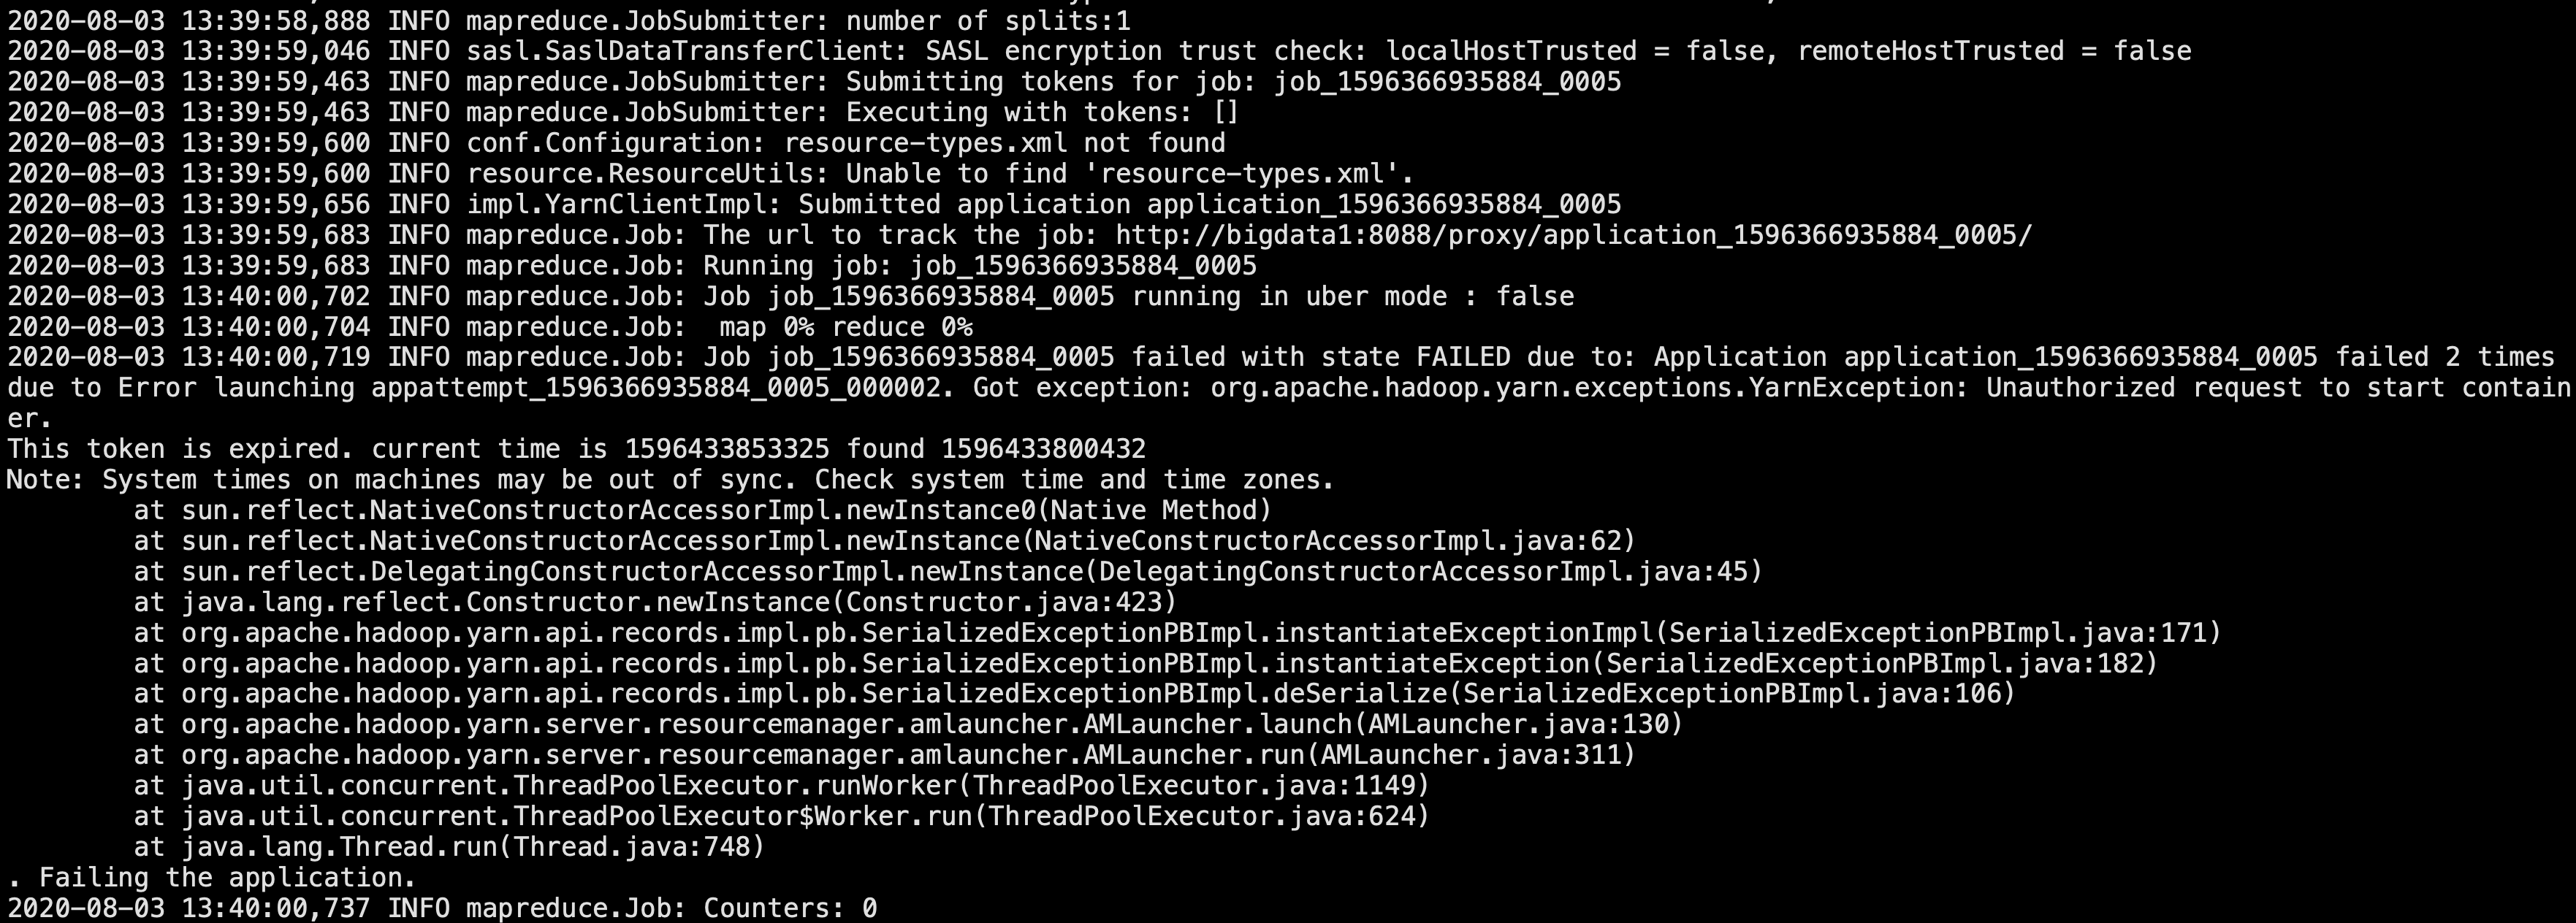 2020-08-03 13:39:58,888 INFO mapreduce.JobSubmitter: number of splits:1
2020-08-03 13:39:59,046 INFO sasl.SaslDataTransferClient: SASL encryption trust check: localHostTrusted = false, remoteHostTrusted = false
2020-08-03 13:39:59,463 INFO mapreduce.JobSubmitter: Submitting tokens for job: job_1596366935884_0005
2020-08-03 13:39:59,463 INFO mapreduce.JobSubmitter: Executing with tokens: []
2020-08-03 13:39:59,600 INFO conf.Configuration: resource-types.xml not found
2020-08-03 13:39:59,600 INFO resource.ResourceUtils: Unable to find 'resource-types.xml'.
2020-08-03 13:39:59,656 INFO impl.YarnClientImpl: Submitted application application_1596366935884_0005
2020-08-03 13:39:59,683 INFO mapreduce.Job: The url to track the job: http://bigdata1:8088/proxy/application_1596366935884_0005/
2020-08-03 13:39:59,683 INFO mapreduce.Job: Running job: job_1596366935884_0005
2020-08-03 13:40:00,702 INFO mapreduce.Job: Job job_1596366935884_0005 running in uber mode : false
2020-08-03 13:40:00,704 INFO mapreduce.Job:  map 0% reduce 0%
2020-08-03 13:40:00,719 INFO mapreduce.Job: Job job_1596366935884_0005 failed with state FAILED due to: Application application_1596366935884_0005 failed 2 times
due to Error launching appattempt_1596366935884_0005_000002. Got exception: org.apache.hadoop.yarn.exceptions.YarnException: Unauthorized request to start contain
er.
This token is expired. current time is 1596433853325 found 1596433800432
Note: System times on machines may be out of sync. Check system time and time zones.
        at sun.reflect.NativeConstructorAccessorImpl.newInstance0(Native Method)
        at sun.reflect.NativeConstructorAccessorImpl.newInstance(NativeConstructorAccessorImpl.java:62)
        at sun.reflect.DelegatingConstructorAccessorImpl.newInstance(DelegatingConstructorAccessorImpl.java:45)
        at java.lang.reflect.Constructor.newInstance(Constructor.java:423)
        at org.apache.hadoop.yarn.api.records.impl.pb.SerializedExceptionPBImpl.instantiateExceptionImpl(SerializedExceptionPBImpl.java:171)
        at org.apache.hadoop.yarn.api.records.impl.pb.SerializedExceptionPBImpl.instantiateException(SerializedExceptionPBImpl.java:182)
        at org.apache.hadoop.yarn.api.records.impl.pb.SerializedExceptionPBImpl.deSerialize(SerializedExceptionPBImpl.java:106)
        at org.apache.hadoop.yarn.server.resourcemanager.amlauncher.AMLauncher.launch(AMLauncher.java:130)
        at org.apache.hadoop.yarn.server.resourcemanager.amlauncher.AMLauncher.run(AMLauncher.java:311)
        at java.util.concurrent.ThreadPoolExecutor.runWorker(ThreadPoolExecutor.java:1149)
        at java.util.concurrent.ThreadPoolExecutor$Worker.run(ThreadPoolExecutor.java:624)
        at java.lang.Thread.run(Thread.java:748)
. Failing the application.
2020-08-03 13:40:00,737 INFO mapreduce.Job: Counters: 0